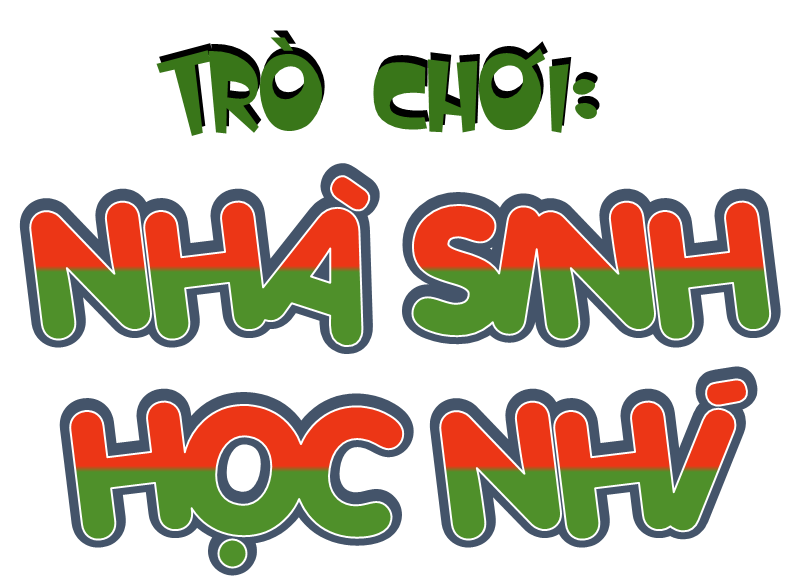 TRÒ CHƠI:
NHÀ SINH
HỌC NHÍ